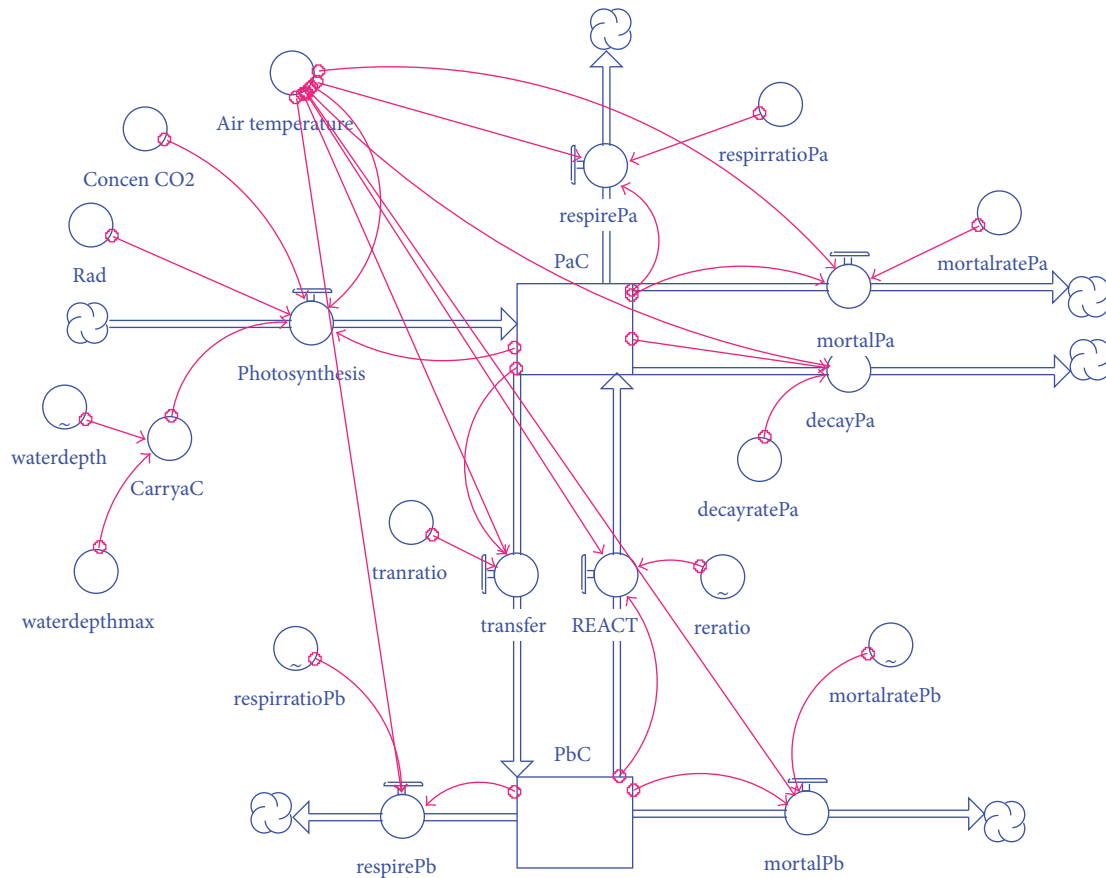 Air temperature
respirratioPa
Concen CO2
respirePa
Rad
PaC
mortalratePa
mortalPa
Photosynthesis
decayPa
waterdepth
CarryaC
decayratePa
tranratio
waterdepthmax
transfer
REACT
reratio
respirratioPb
mortalratePb
PbC
respirePb
mortalPb
~
~
~
~